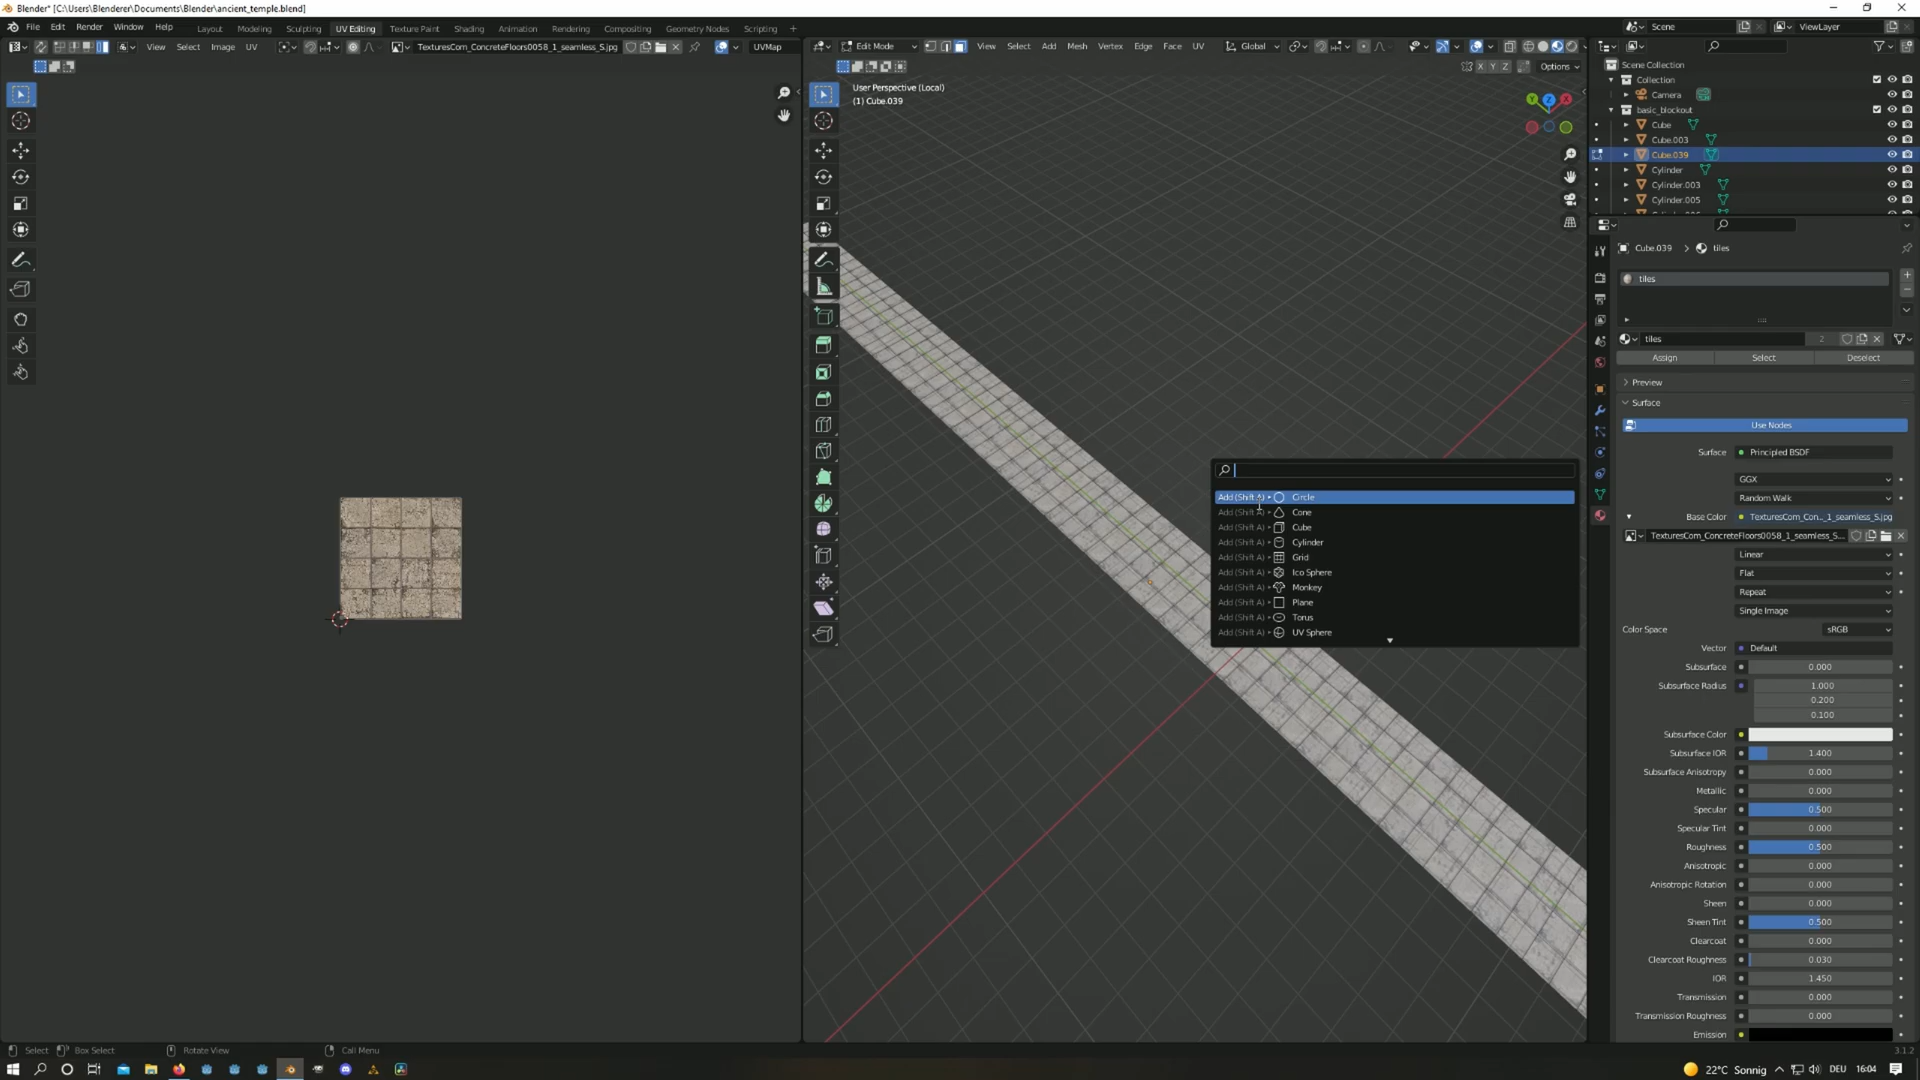 Blender* [C:\Users\Blenderer\Documents\Blender\ancient_temple.blend]
File Edit Render Window Help Layout Modeling Sculpting UV Editing Texture Paint Shading Animation Rendering Compositing Geometry Nodes Scripting +
Scene ViewLayer
View Select Image UV TexturesCom_ConcreteFloors0058_1_seamless_S.jpg UVMap
Edit Mode View Select Add Mesh Vertex Edge Face UV Global
X Y Z Options
User Perspective (Local)
(1) Cube.039
Y Z X
Scene Collection
Collection
Camera
basic_blockout
Cube
Cube.003
Cube.039
Cylinder
Cylinder.003
Cylinder.005
Cube.039 > tiles
tiles
tiles 2
Assign Select Deselect
Preview
Surface
Use Nodes
Surface Principled BSDF
GGX
Random Walk
Base Color TexturesCom_Con..._1_seamless_S.jpg
TexturesCom_ConcreteFloors0058_1_seamless_S...
Linear
Flat
Repeat
Single Image
Color Space sRGB
Vector Default
Subsurface 0.000
Subsurface Radius 1.000
0.200
0.100
Subsurface Color
Subsurface IOR 1.400
Subsurface Anisotropy 0.000
Metallic 0.000
Specular 0.500
Specular Tint 0.000
Roughness 0.500
Anisotropic 0.000
Anisotropic Rotation 0.000
Sheen 0.000
Sheen Tint 0.500
Clearcoat 0.000
Clearcoat Roughness 0.030
IOR 1.450
Transmission 0.000
Transmission Roughness 0.000
Emission
Add (Shift A) Circle
Add (Shift A) Cone
Add (Shift A) Cube
Add (Shift A) Cylinder
Add (Shift A) Grid
Add (Shift A) Ico Sphere
Add (Shift A) Monkey
Add (Shift A) Plane
Add (Shift A) Torus
Add (Shift A) UV Sphere
Select Box Select Rotate View Call Menu
3.1.2
22°C Sonnig DEU 16:04